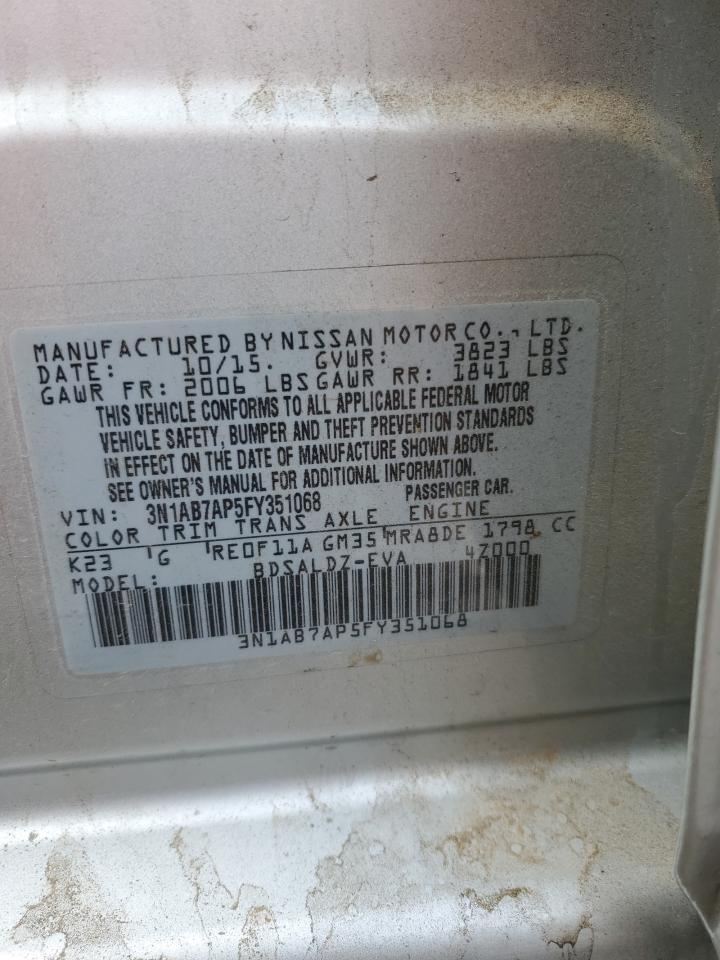 MANUFACTURED BY NISSAN MOTOR CO., LTD.
DATE: 10/15. GVWR: 3823 LBS
GAWR FR: 2006 LBS GAWR RR: 1841 LBS
THIS VEHICLE CONFORMS TO ALL APPLICABLE FEDERAL MOTOR
VEHICLE SAFETY, BUMPER AND THEFT PREVENTION STANDARDS
IN EFFECT ON THE DATE OF MANUFACTURE SHOWN ABOVE.
SEE OWNER'S MANUAL FOR ADDITIONAL INFORMATION.
VIN: 3N1AB7AP5FY351068 PASSENGER CAR.
COLOR TRIM TRANS AXLE ENGINE
K23 G RE0F11A GM35 MRA8DE 1798 CC
MODEL: BDSALDZ-EVA 4Z000
3N1AB7AP5FY351068